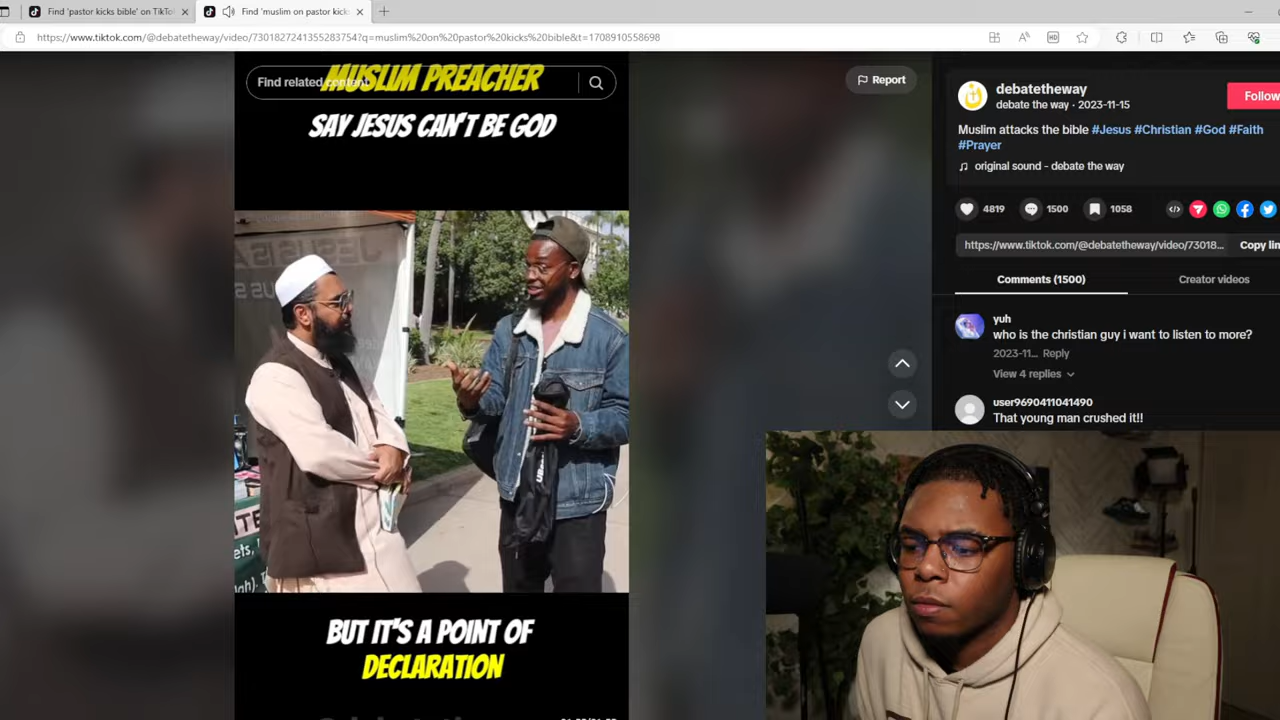 Find 'pastor kicks bible' on TikTo
Find 'muslim on pastor kick
https://www.tiktok.com/@debatetheway/video/7301827241355283754?q=muslim%20on%20pastor%20kicks%20bible&t=1708910558698
MUSLIM PREACHER
Find related content
SAY JESUS CAN'T BE GOD
Report
debatetheway
debate the way · 2023-11-15
Follow
Muslim attacks the bible #Jesus #Christian #God #Faith
#Prayer
original sound - debate the way
4819
1500
1058
https://www.tiktok.com/@debatetheway/video/73018...
Copy lin
Comments (1500)
Creator videos
yuh
who is the christian guy i want to listen to more?
2023-11... Reply
View 4 replies
user9690411041490
That young man crushed it!!
JESUS IS A
BUT IT'S A POINT OF
DECLARATION